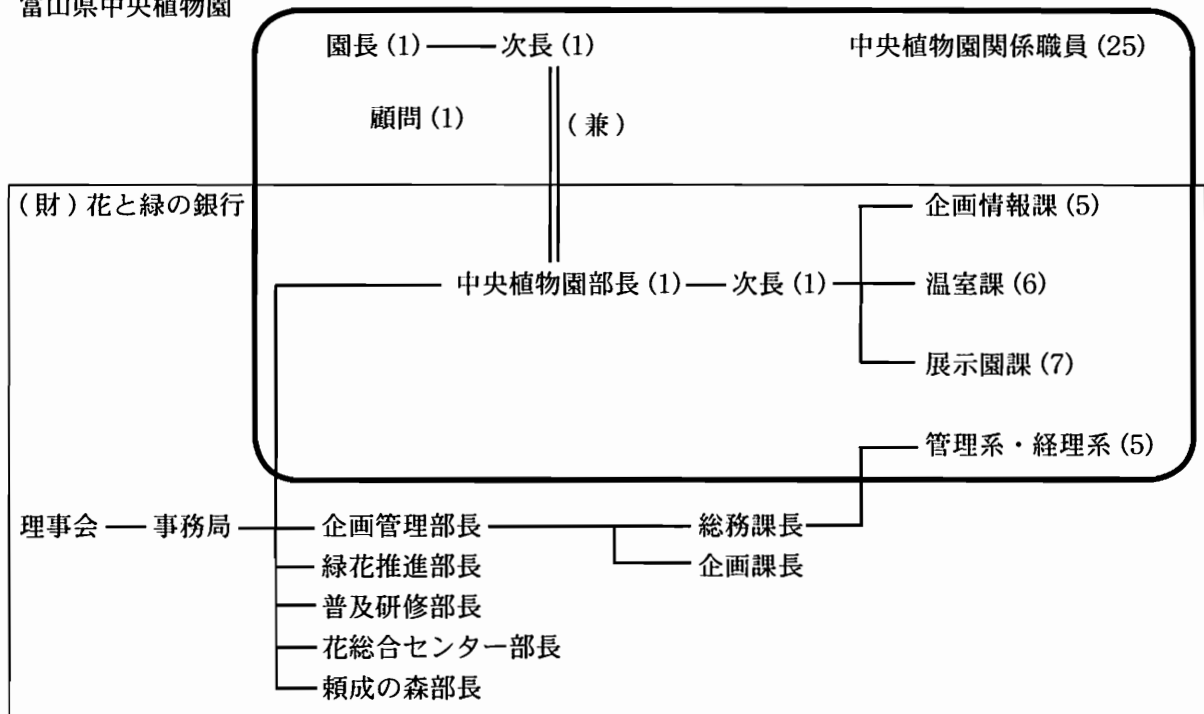 富山県中央植物園
園長 (1) 次長 (1) 中央植物園関係職員 (25)
顧問 (1) ( 兼 )
( 財 ) 花と緑の銀行 企画情報課 (5)
中央植物園部長 (1) 次長 (1) 温室課 (6)
展示園課 (7)
管理系・経理系 (5)
理事会 事務局 企画管理部長 総務課長
緑花推進部長 企画課長
普及研修部長
花総合センター部長
頼成の森部長